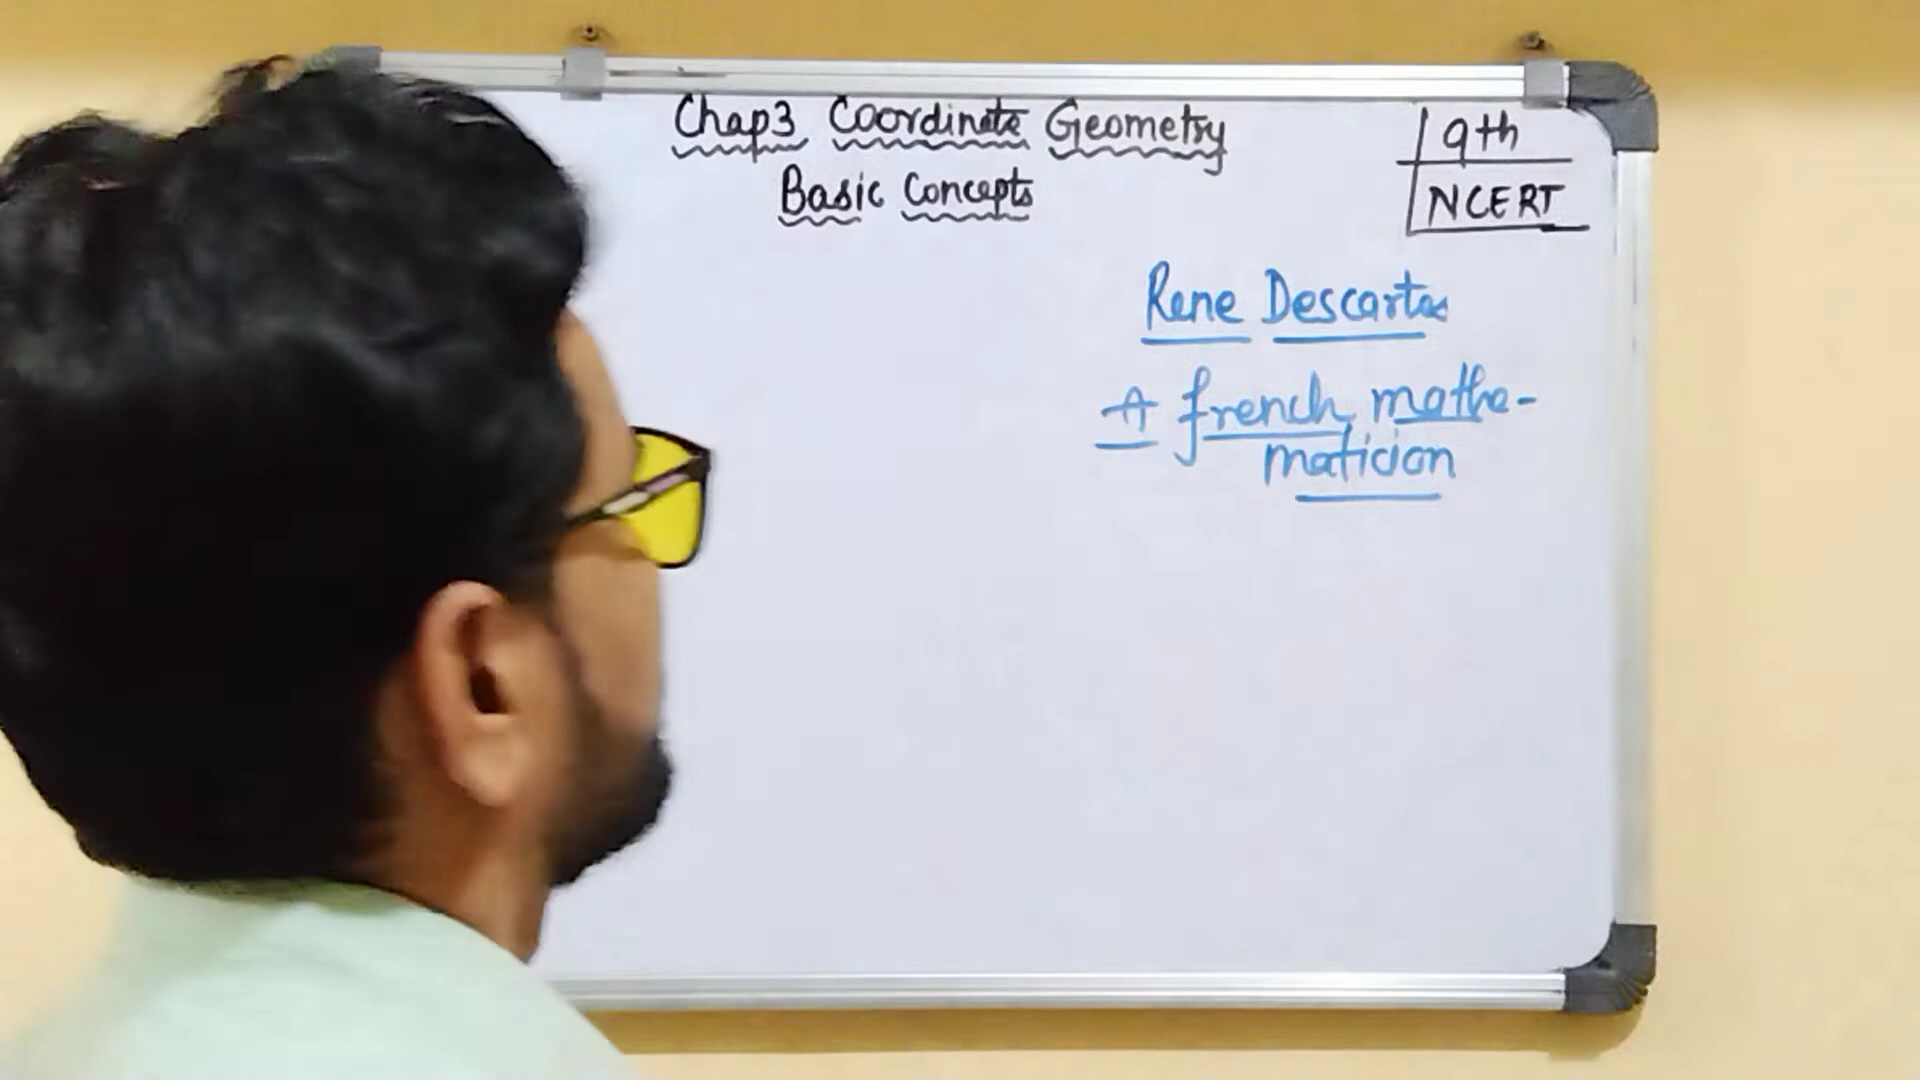 Chap3 Coordinate Geometry
Basic Concepts
9th
NCERT
Rene Descartes
A french mathe-
matician